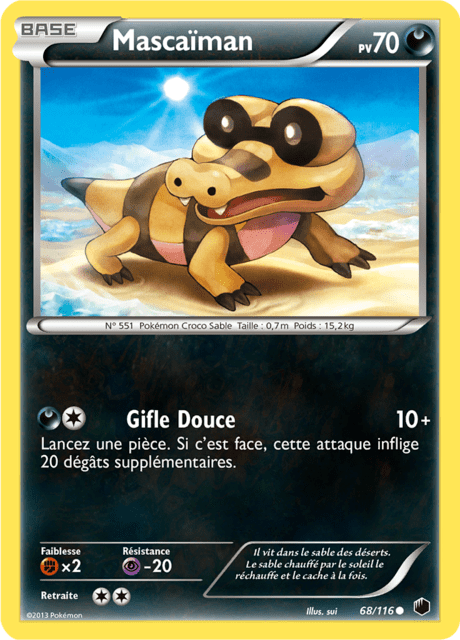 BASE
Mascaïman
PV70
N° 551 Pokémon Croco Sable Taille : 0,7m Poids : 15,2kg
Gifle Douce 10+
Lancez une pièce. Si c'est face, cette attaque inflige
20 dégâts supplémentaires.
Faiblesse Résistance
×2 -20
Retraite
Il vit dans le sable des déserts.
Le sable chauffé par le soleil le
réchauffe et le cache à la fois.
©2013 Pokémon
Illus. sui 68/116